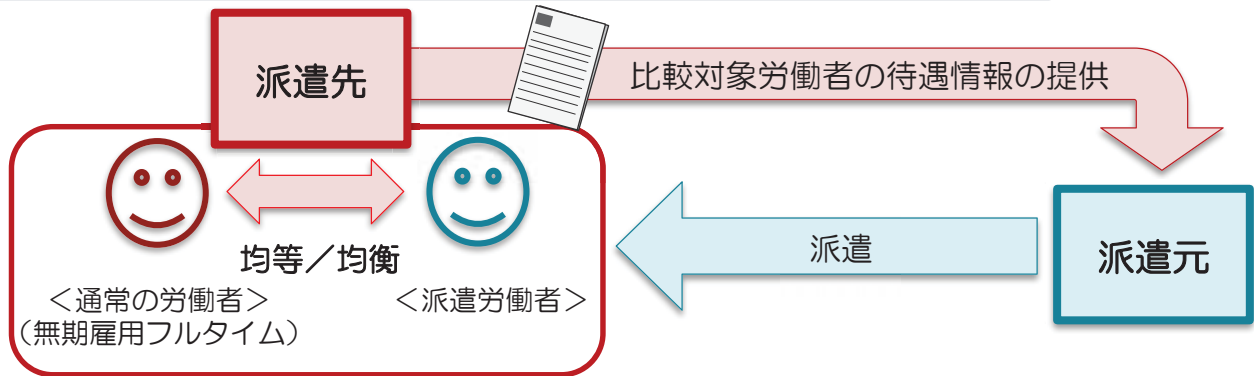 派遣先
比較対象労働者の待遇情報の提供
均等／均衡
＜通常の労働者＞
（無期雇用フルタイム）
＜派遣労働者＞
派遣
派遣元